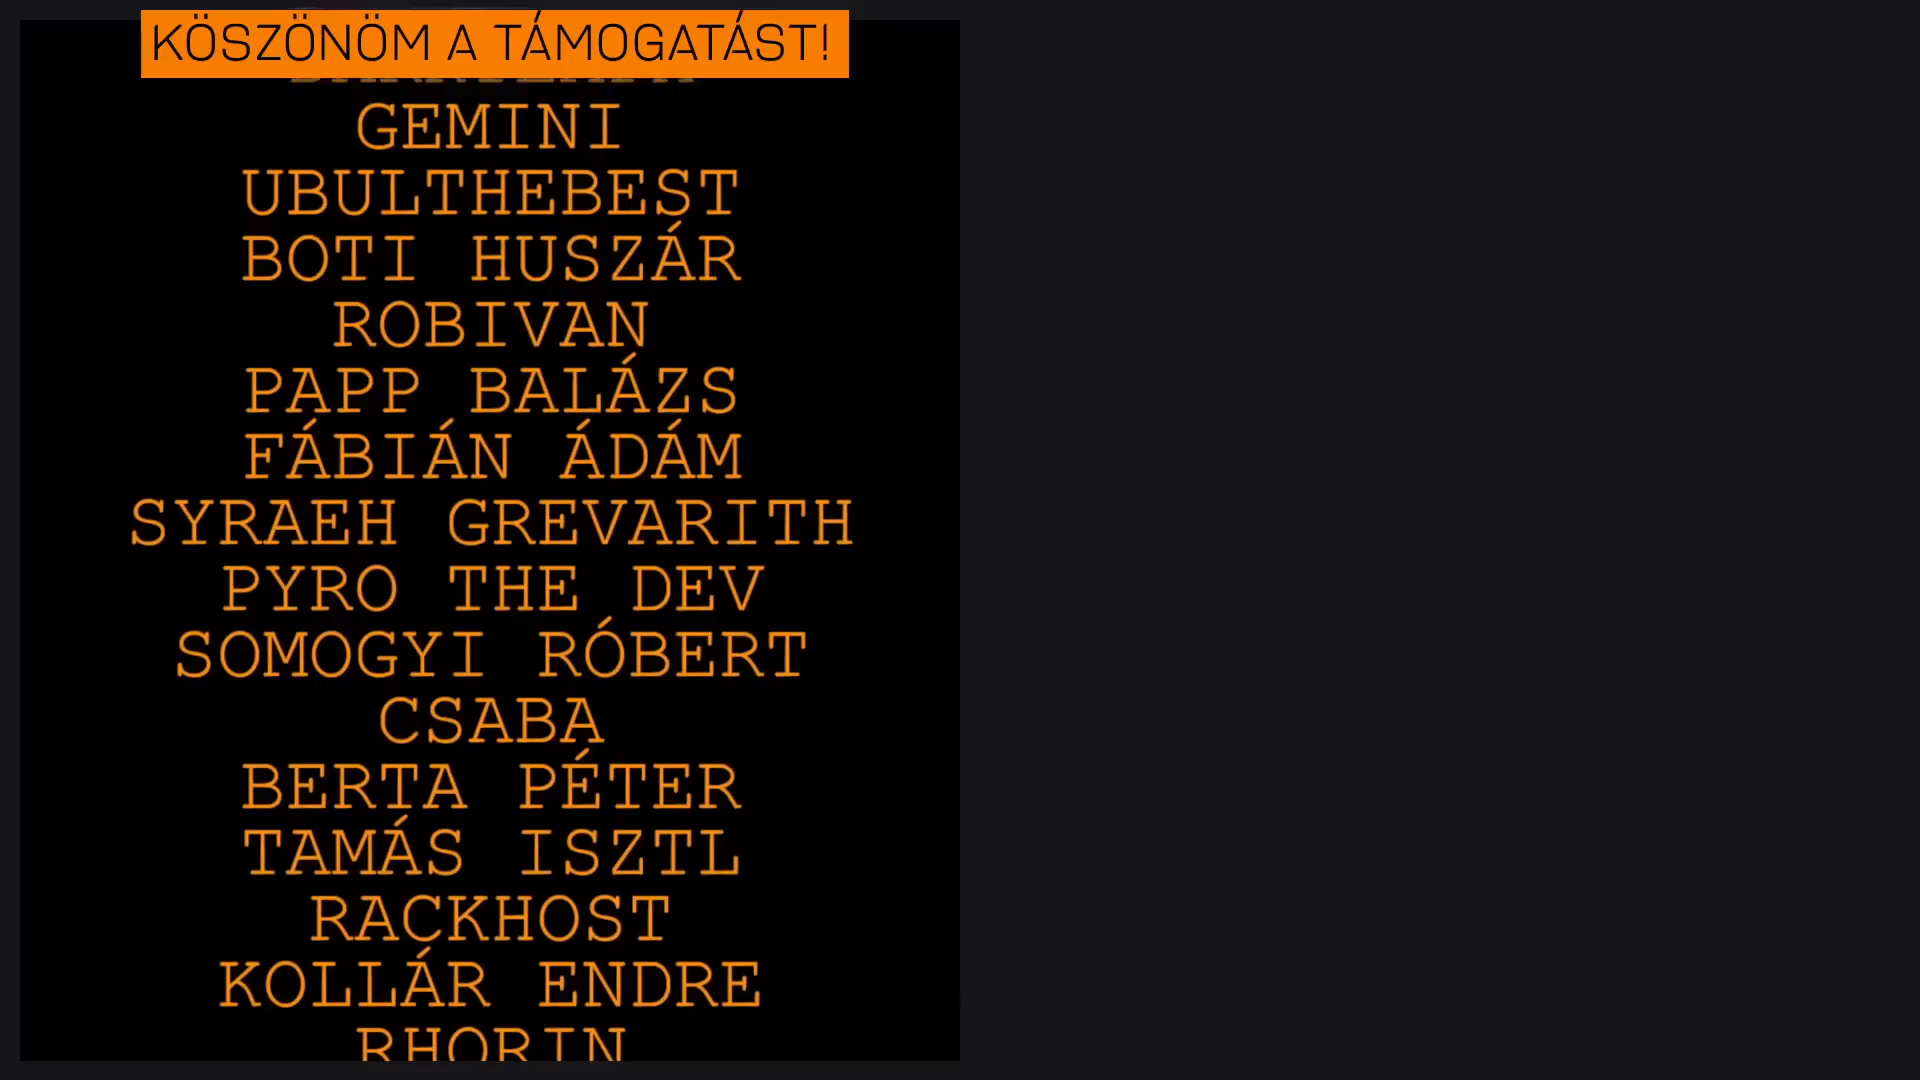 KÖSZÖNÖM A TÁMOGATÁST!
GEMINI
UBULTHEBEST
BOTI HUSZÁR
ROBIVAN
PAPP BALÁZS
FÁBIÁN ÁDÁM
SYRAEH GREVARITH
PYRO THE DEV
SOMOGYI RÓBERT
CSABA
BERTA PÉTER
TAMÁS ISZTL
RACKHOST
KOLLÁR ENDRE
RHORIN